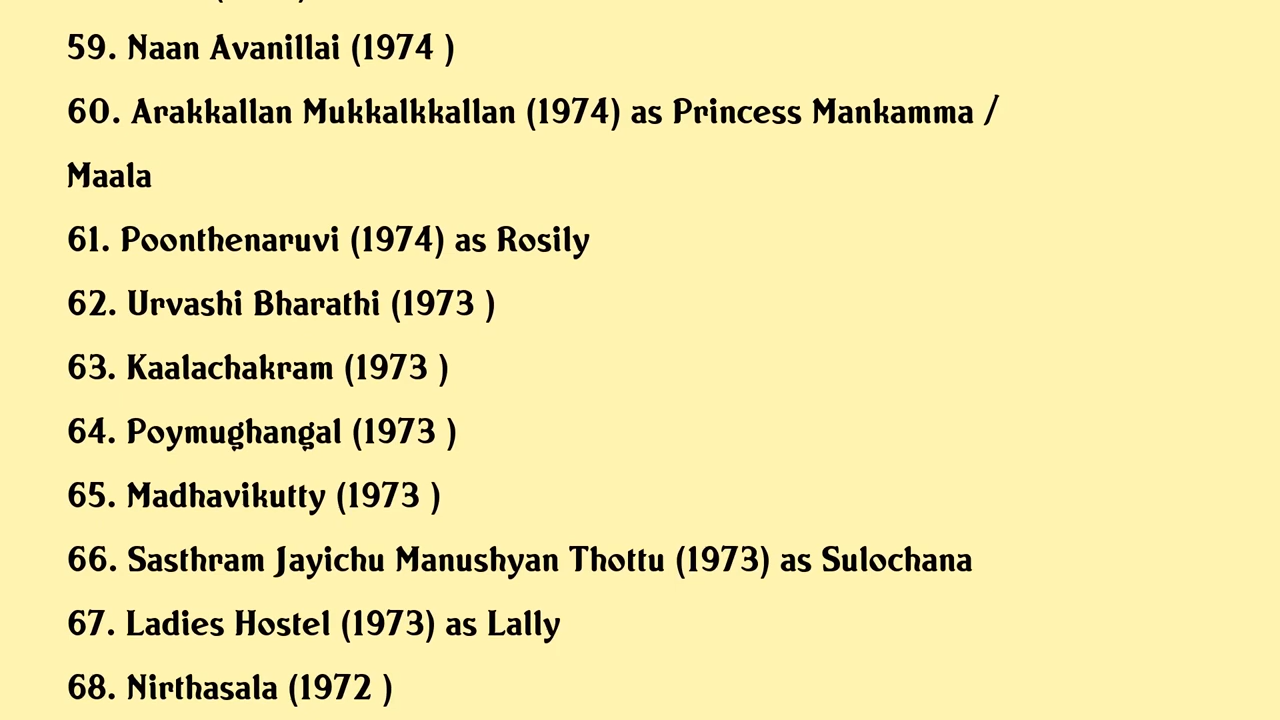 59. Naan Avanillai (1974 )
60. Arakkallan Mukkalkkallan (1974) as Princess Mankamma /
Maala
61. Poonthenaruvi (1974) as Rosily
62. Urvashi Bharathi (1973 )
63. Kaalachakram (1973 )
64. Poymughangal (1973 )
65. Madhavikutty (1973 )
66. Sasthram Jayichu Manushyan Thottu (1973) as Sulochana
67. Ladies Hostel (1973) as Lally
68. Nirthasala (1972 )